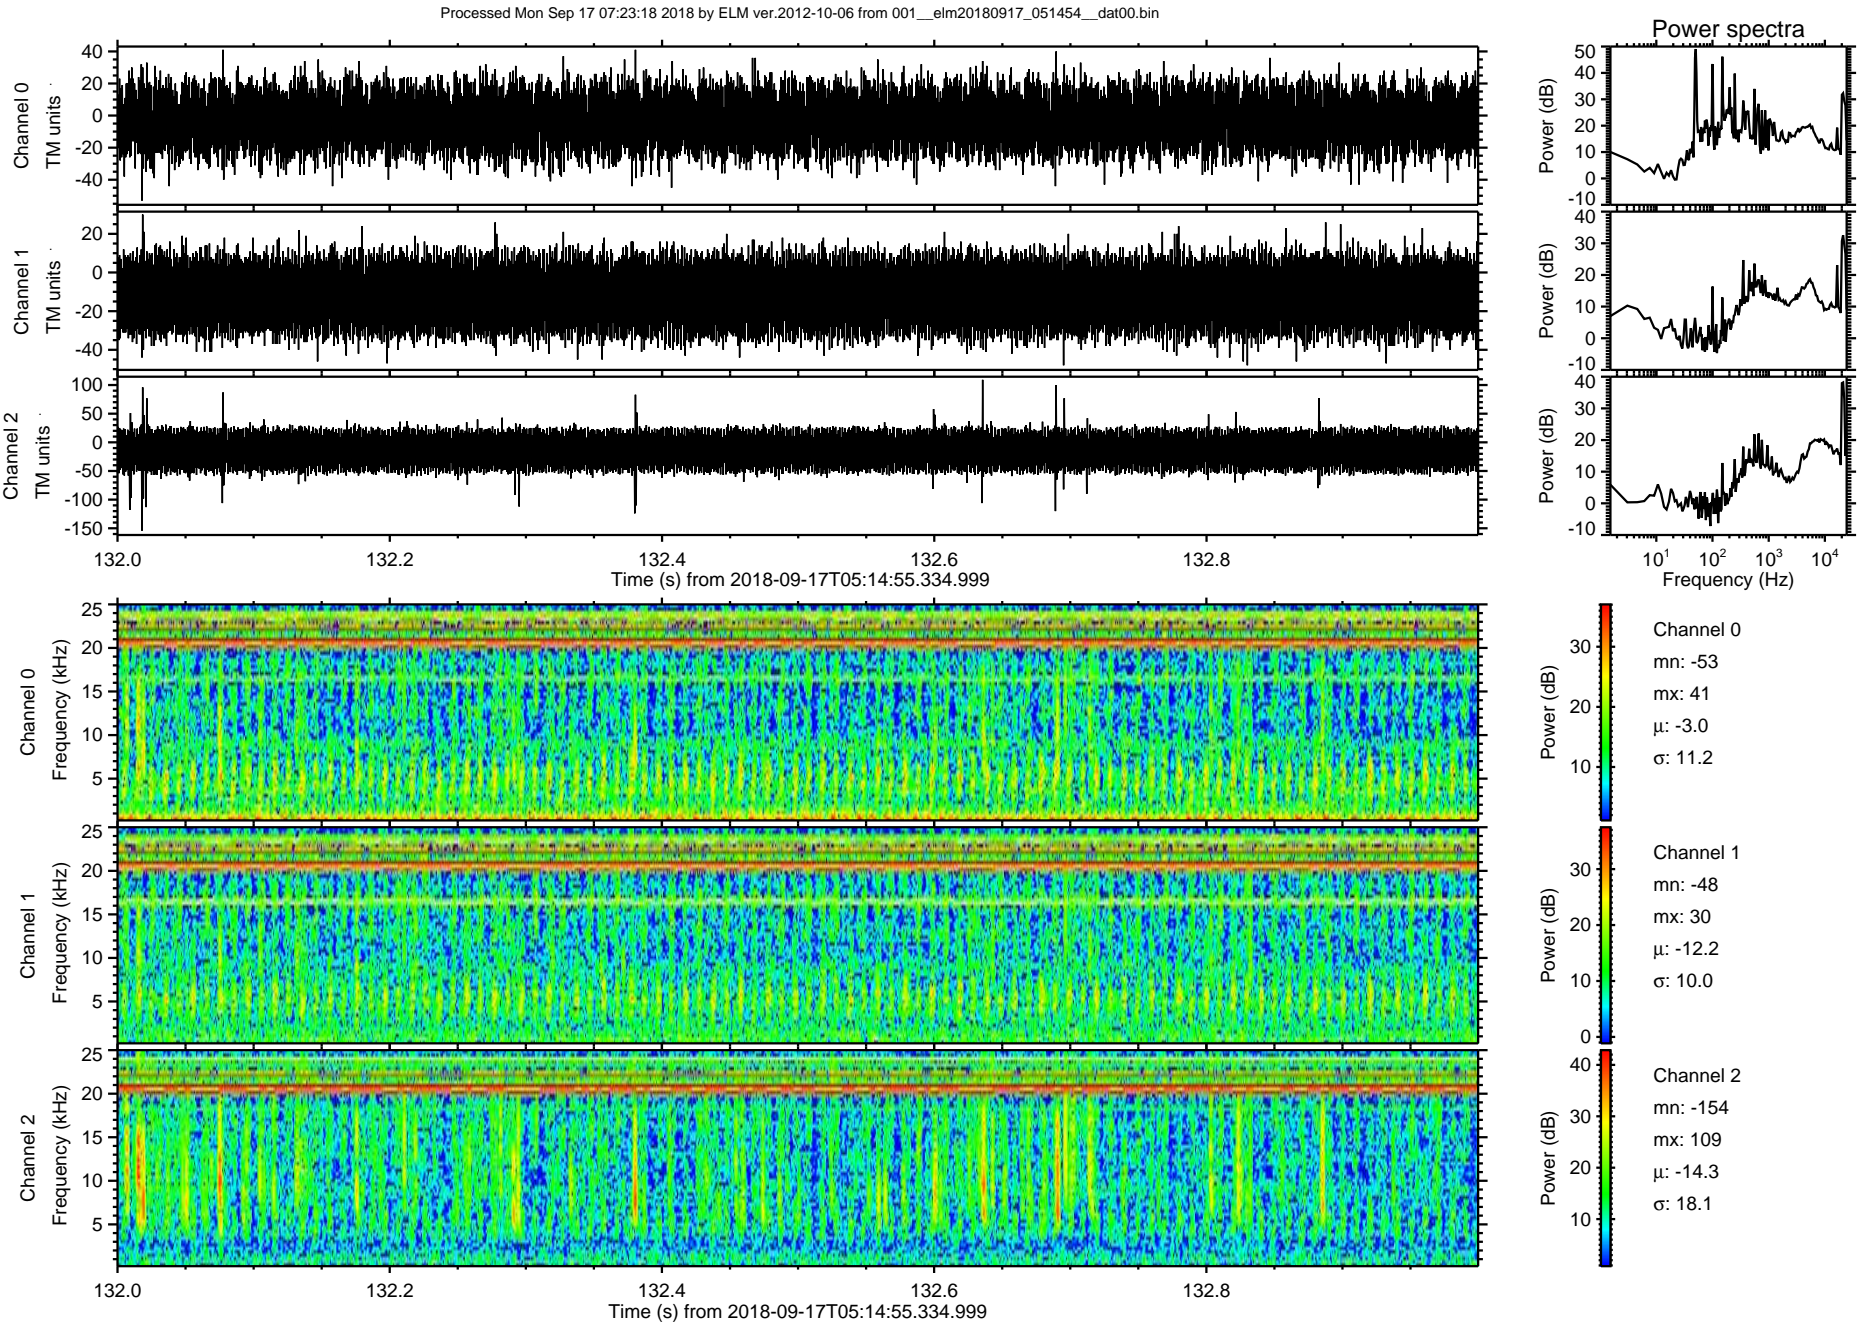 Processed Mon Sep 17 07:23:18 2018 by ELM ver.2012-10-06 from 001__elm20180917_051454__dat00.bin
Power spectra
Channel 0
TM units
40
20
0
-20
-40
Power (dB)
50
40
30
20
10
0
-10
Channel 1
TM units
20
0
-20
-40
Power (dB)
40
30
20
10
0
-10
Channel 2
TM units
100
50
0
-50
-100
-150
Power (dB)
40
30
20
10
0
-10
132.0 132.2 132.4 132.6 132.8
Time (s) from 2018-09-17T05:14:55.334.999
10¹ 10² 10³ 10⁴
Frequency (Hz)
Channel 0
Frequency (kHz)
25
20
15
10
5
Power (dB)
30
20
10
Channel 0
mn: -53
mx: 41
μ: -3.0
σ: 11.2
Channel 1
Frequency (kHz)
25
20
15
10
5
Power (dB)
30
20
10
0
Channel 1
mn: -48
mx: 30
μ: -12.2
σ: 10.0
Channel 2
Frequency (kHz)
25
20
15
10
5
Power (dB)
40
30
20
10
Channel 2
mn: -154
mx: 109
μ: -14.3
σ: 18.1
132.0 132.2 132.4 132.6 132.8
Time (s) from 2018-09-17T05:14:55.334.999